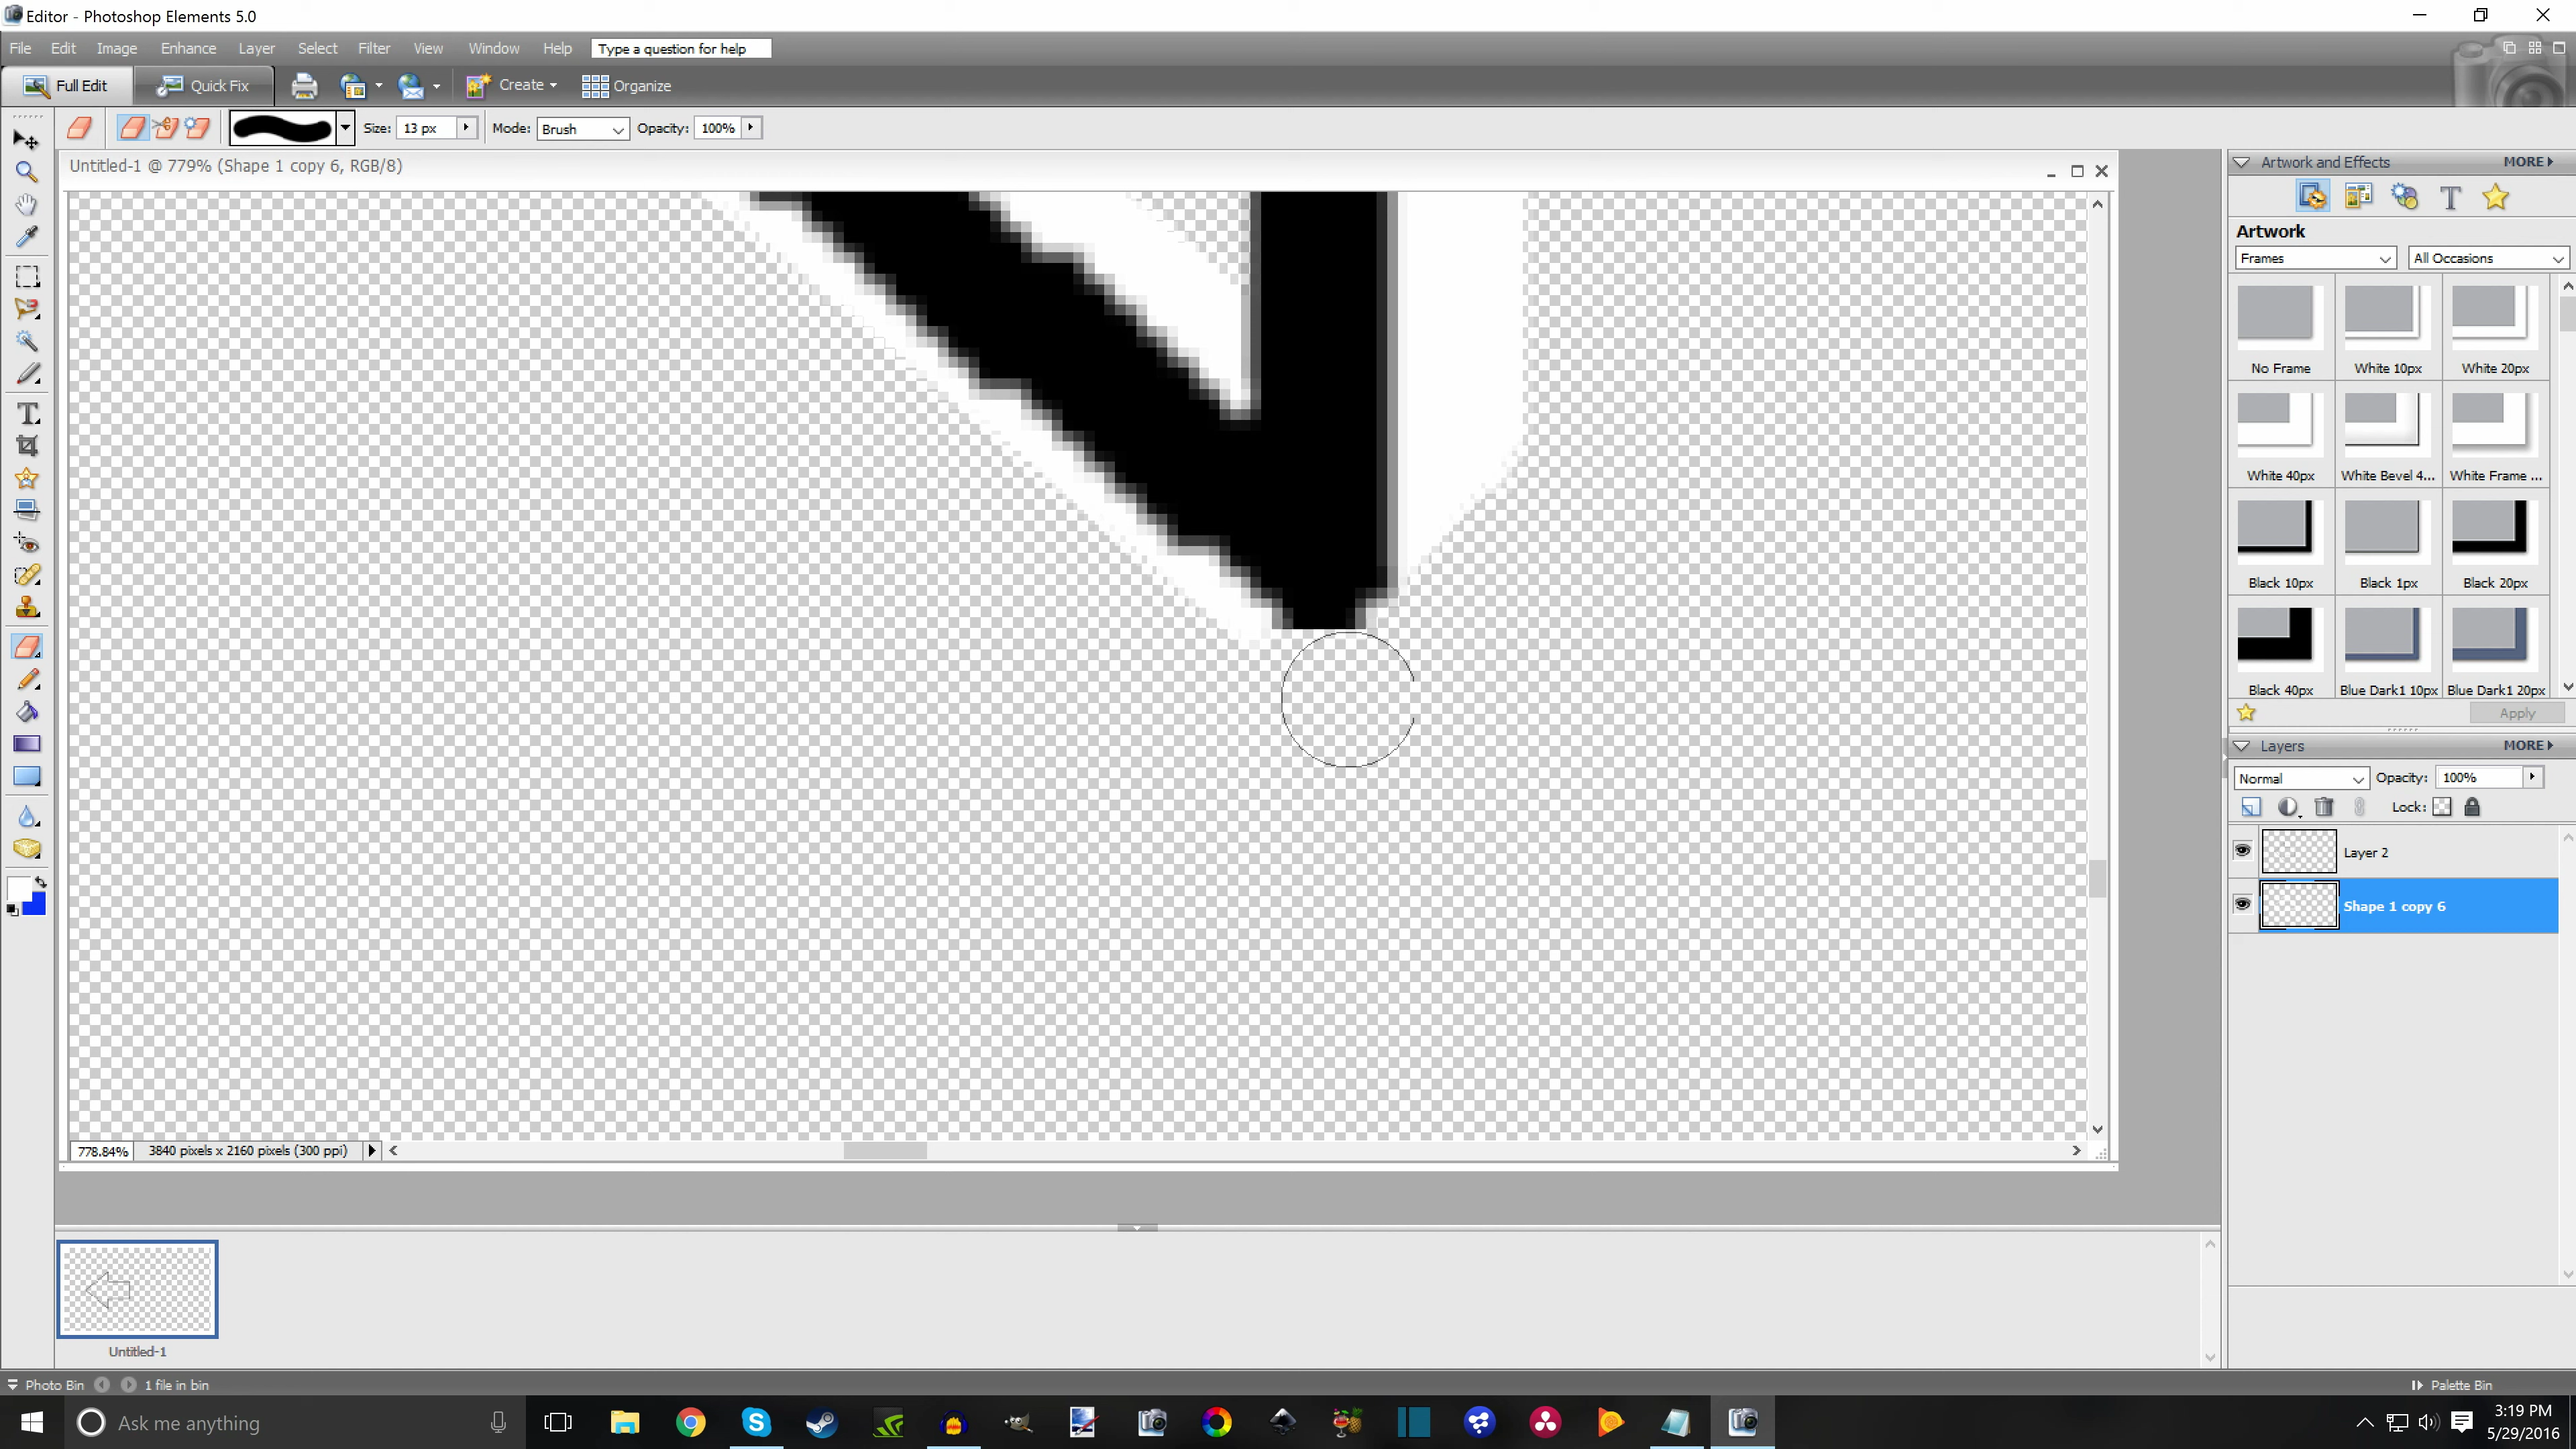 Editor - Photoshop Elements 5.0
File Edit Image Enhance Layer Select Filter View Window Help Type a question for help
Full Edit Quick Fix Create Organize
Size: 13 px Mode: Brush Opacity: 100%
Untitled-1 @ 779% (Shape 1 copy 6, RGB/8)
Artwork and Effects MORE
Artwork
Frames All Occasions
No Frame White 10px White 20px
White 40px White Bevel 4... White Frame ...
Black 10px Black 1px Black 20px
Black 40px Blue Dark1 10px Blue Dark1 20px
Apply
Layers MORE
Normal Opacity: 100%
Lock:
Layer 2
Shape 1 copy 6
778.84% 3840 pixels x 2160 pixels (300 ppi)
Untitled-1
Photo Bin 1 file in bin
Palette Bin
Ask me anything
3:19 PM
5/29/2016